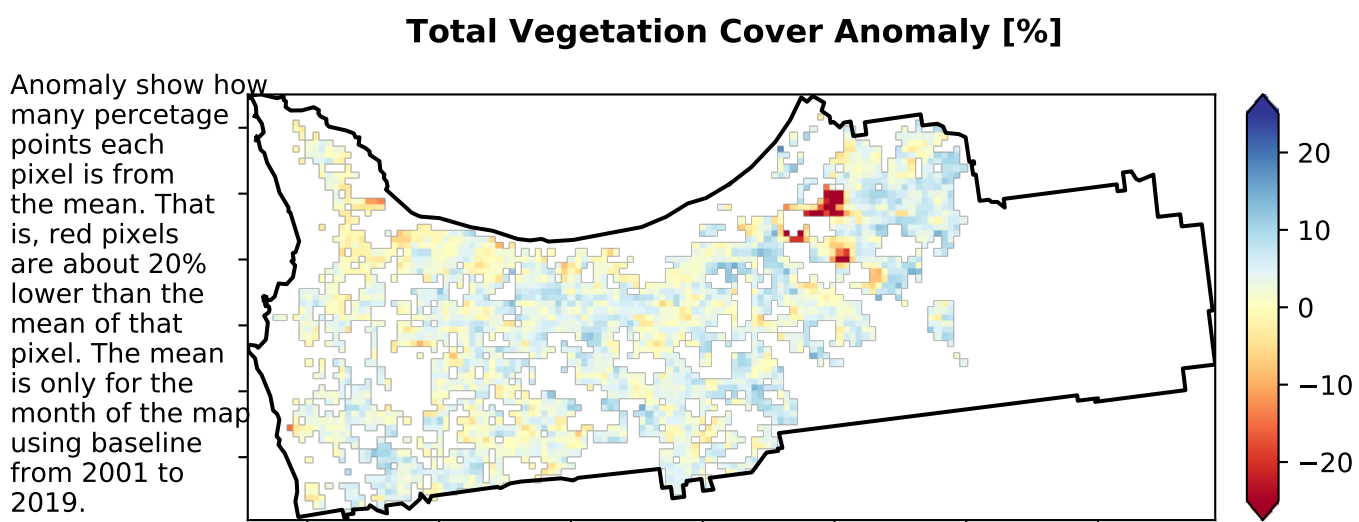 Total Vegetation Cover Anomaly [%]
Anomaly show how
many percetage
points each
pixel is from
the mean. That
is, red pixels
are about 20%
lower than the
mean of that
pixel. The mean
is only for the
month of the map
using baseline
from 2001 to
2019.
20
10
0
−10
−20